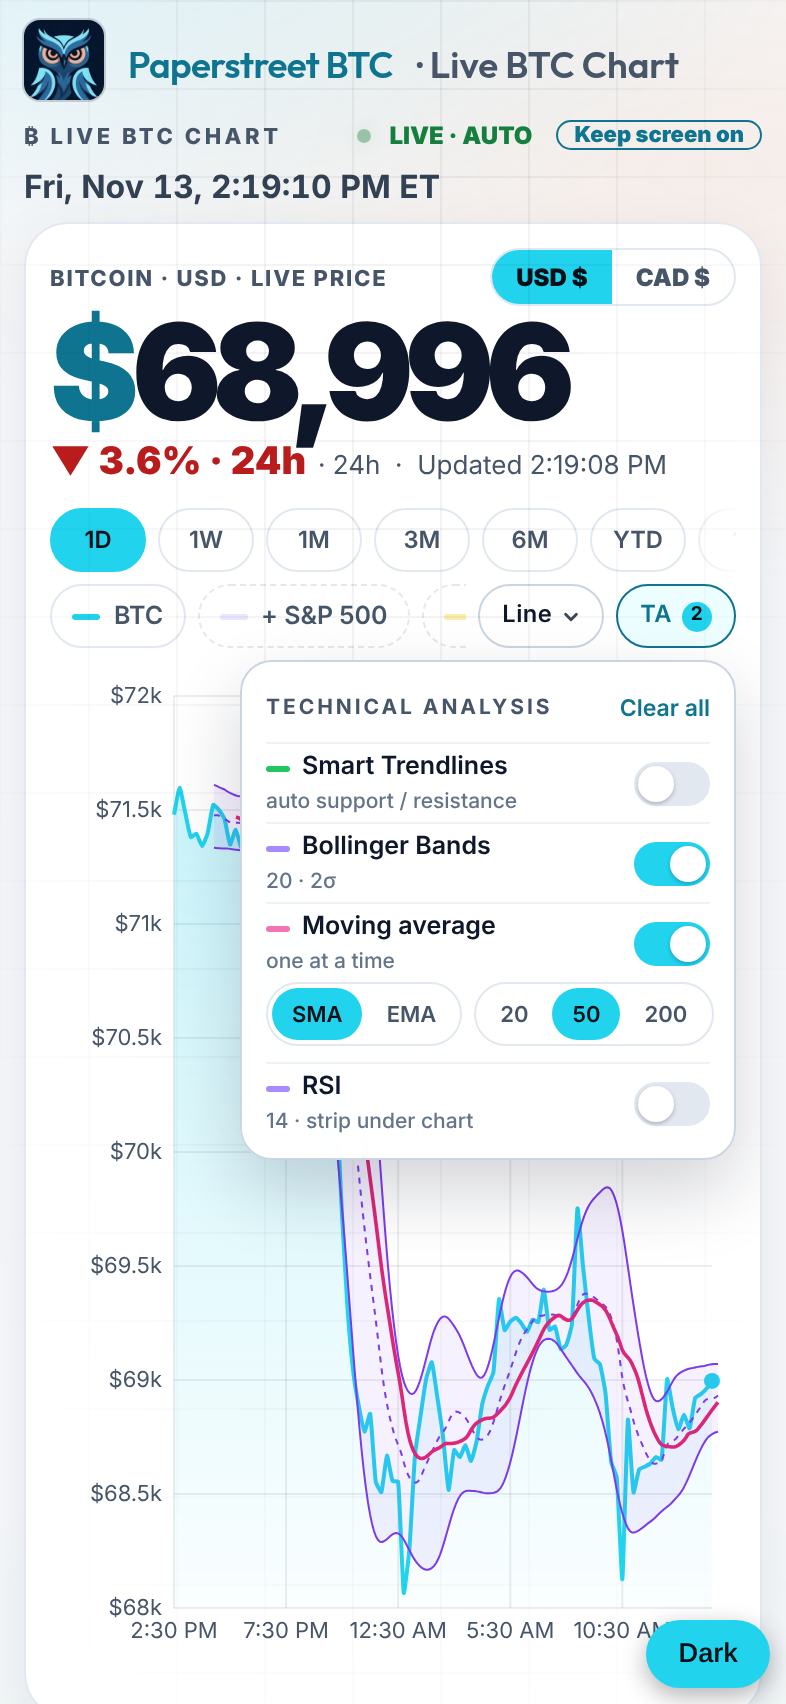 Paperstreet BTC · Live BTC Chart
₿ LIVE BTC CHART LIVE · AUTO Keep screen on
Fri, Nov 13, 2:19:10 PM ET
BITCOIN · USD · LIVE PRICE USD $ CAD $
$68,996
▼ 3.6% · 24h · 24h · Updated 2:19:08 PM
1D 1W 1M 3M 6M YTD
BTC + S&P 500 Line TA 2
TECHNICAL ANALYSIS Clear all
Smart Trendlines
auto support / resistance
Bollinger Bands
20 · 2σ
Moving average
one at a time
SMA EMA 20 50 200
RSI
14 · strip under chart
$72k
$71.5k
$71k
$70.5k
$70k
$69.5k
$69k
$68.5k
$68k
2:30 PM 7:30 PM 12:30 AM 5:30 AM 10:30 AM
Dark